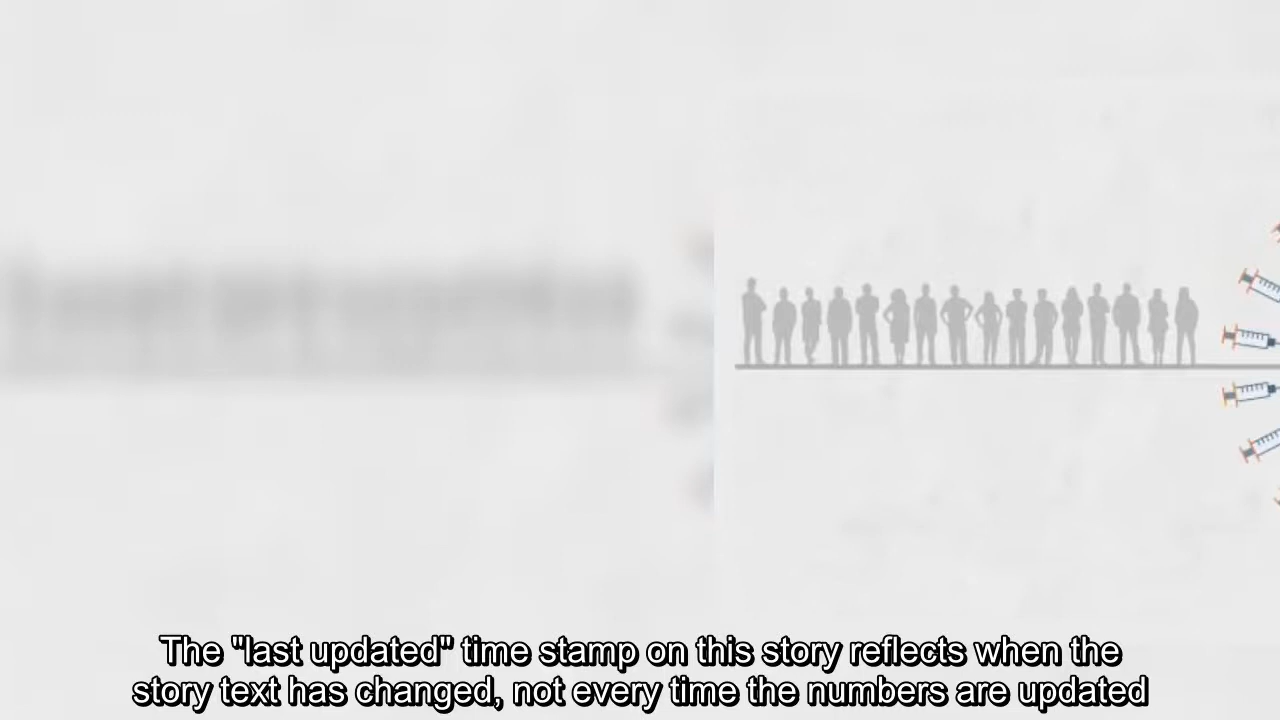 The "last updated" time stamp on this story reflects when the
story text has changed, not every time the numbers are updated